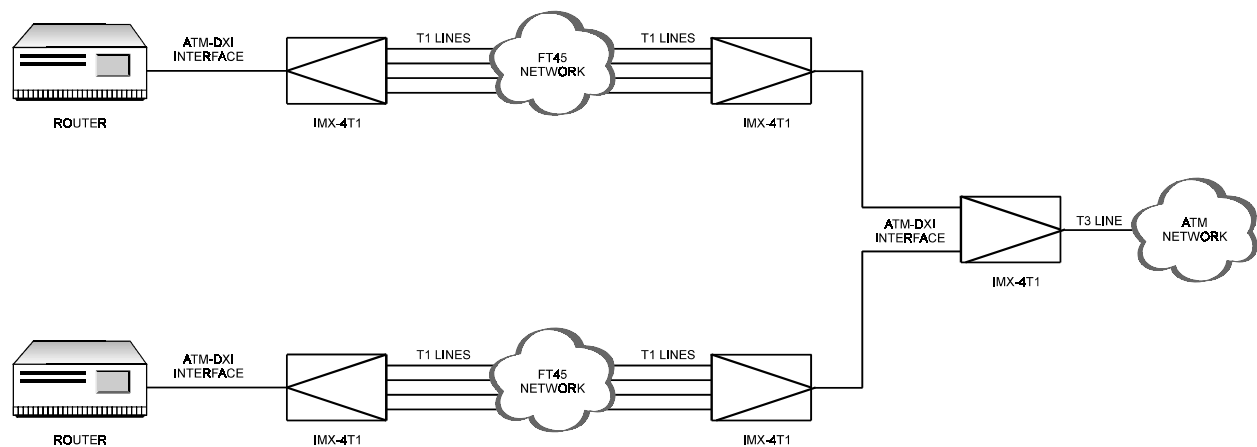 ATM-DXI
INTERFACE
T1 LINES
FT45
NETWORK
T1 LINES
ROUTER
IMX-4T1
IMX-4T1
ATM-DXI
INTERFACE
T3 LINE
ATM
NETWORK
IMX-4T1
ATM-DXI
INTERFACE
T1 LINES
FT45
NETWORK
T1 LINES
ROUTER
IMX-4T1
IMX-4T1